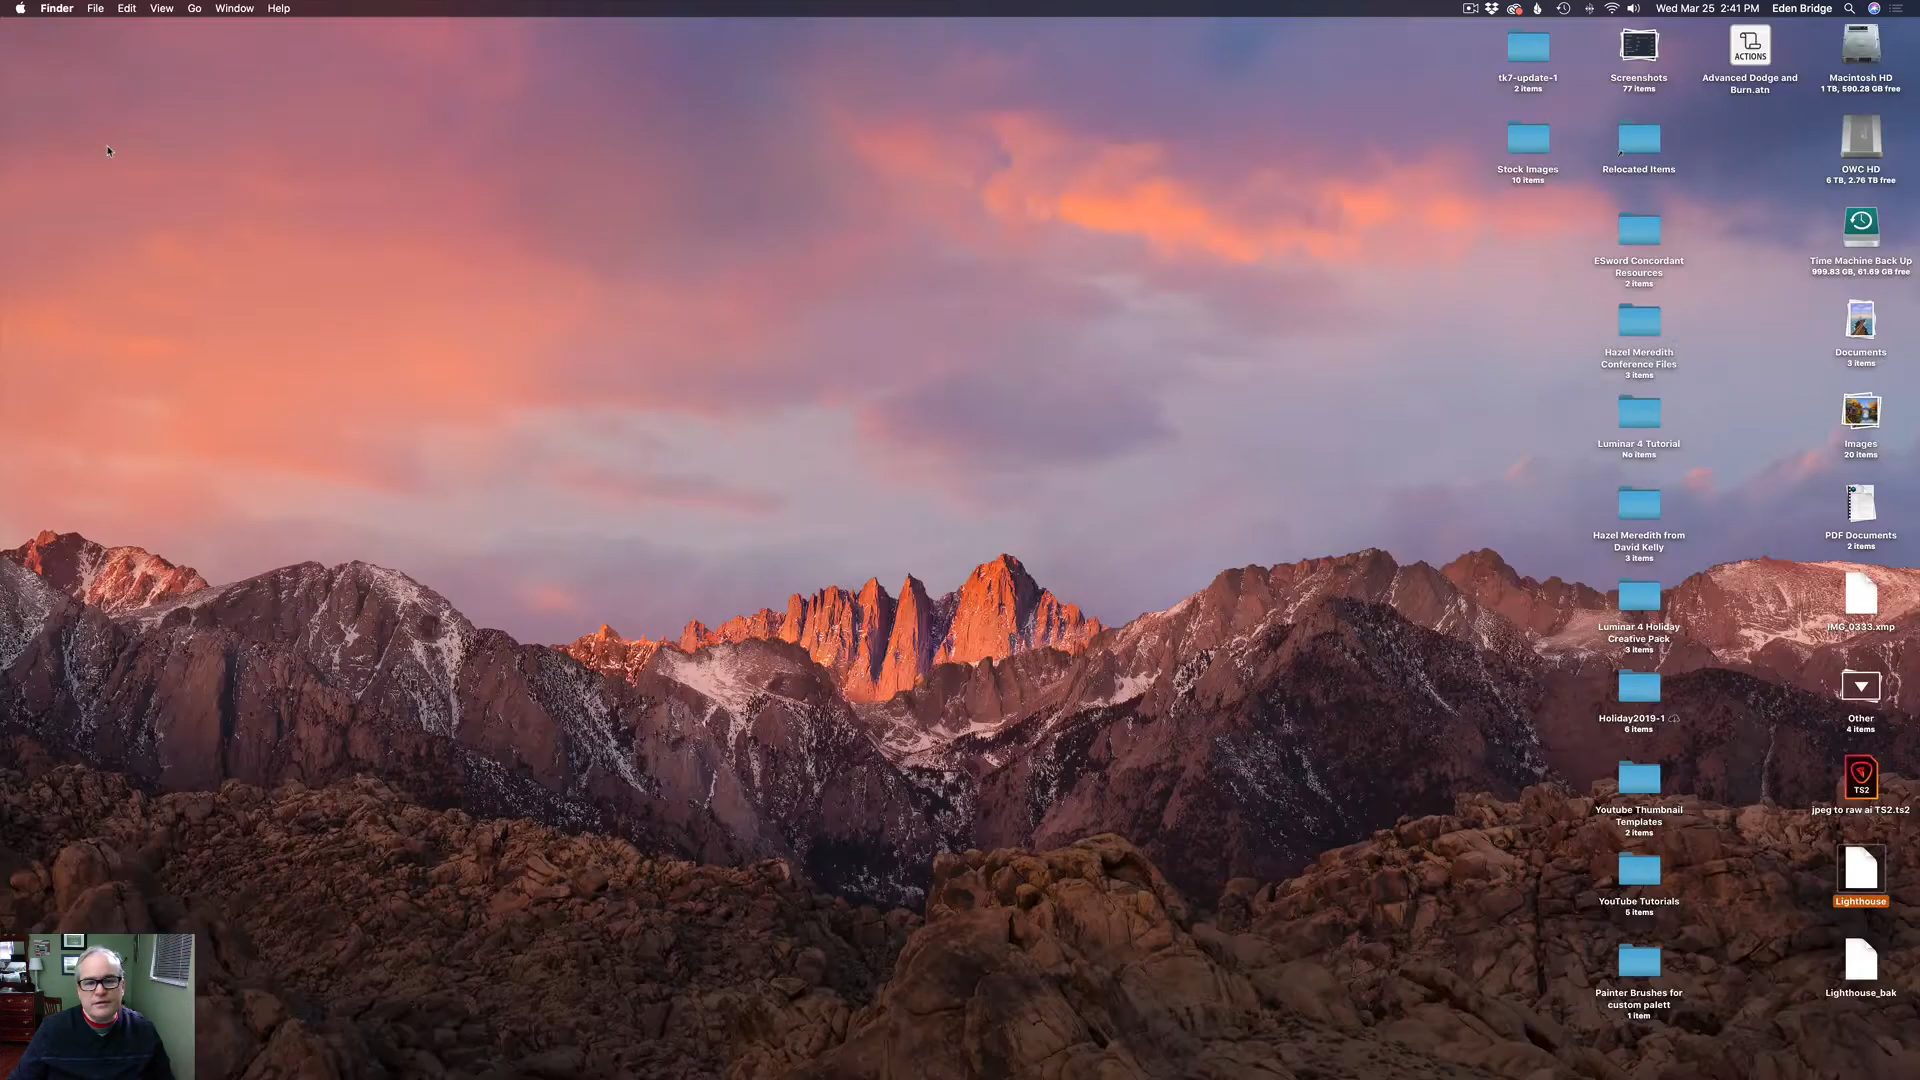 Finder File Edit View Go Window Help
Wed Mar 25 2:41 PM Eden Bridge
tk7-update-1
2 items
Screenshots
77 items
ACTIONS
Advanced Dodge and
Burn.atn
Macintosh HD
1 TB, 590.28 GB free
Stock Images
10 items
Relocated Items
OWC HD
6 TB, 2.76 TB free
ESword Concordant
Resources
2 items
Time Machine Back Up
999.83 GB, 61.69 GB free
Hazel Meredith
Conference Files
3 items
Documents
3 items
Luminar 4 Tutorial
No items
Images
20 items
Hazel Meredith from
David Kelly
3 items
PDF Documents
2 items
Luminar 4 Holiday
Creative Pack
3 items
IMG_0333.xmp
Holiday2019-1
6 items
Other
4 items
Youtube Thumbnail
Templates
2 items
TS2
jpeg to raw ai TS2.ts2
YouTube Tutorials
5 items
Lighthouse
Painter Brushes for
custom palett
1 item
Lighthouse_bak